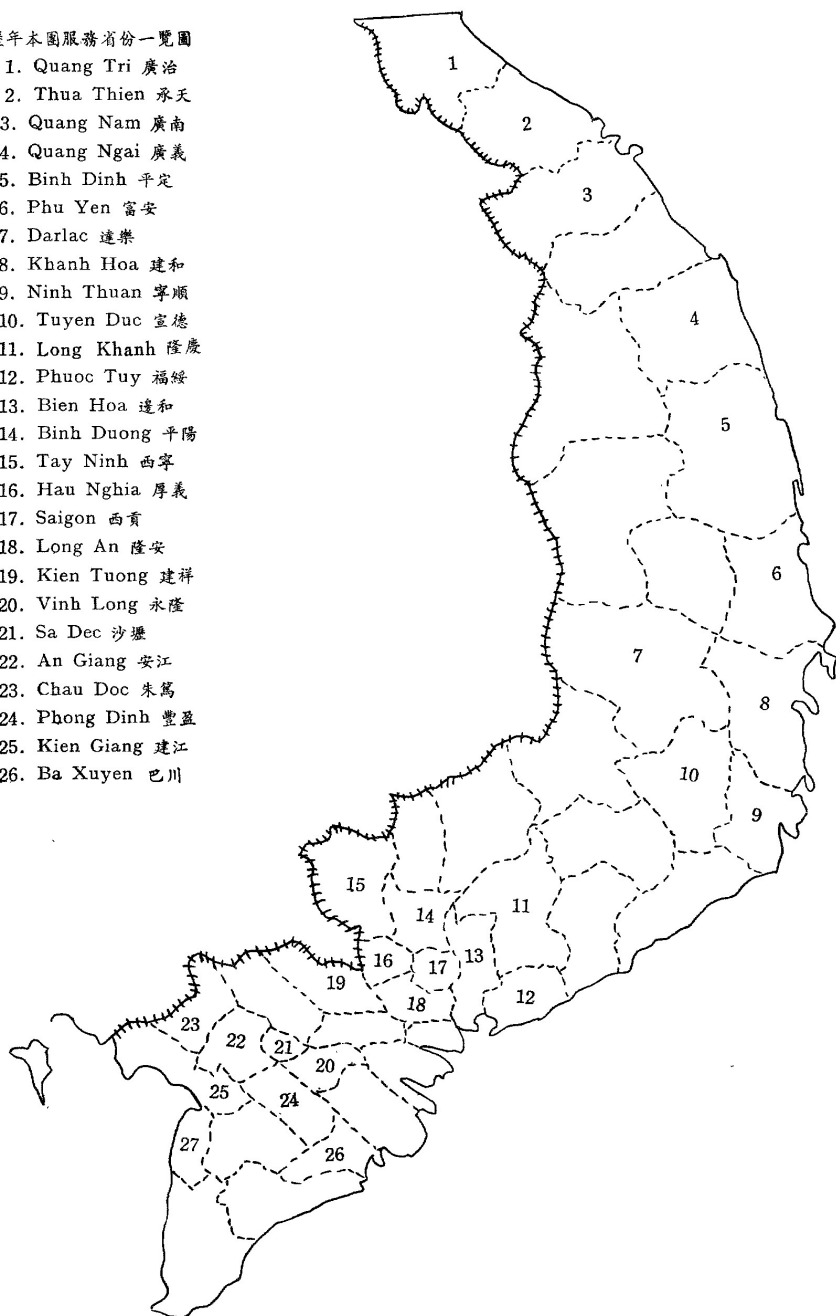 年本團服務省份一覽圖
1. Quang Tri 廣治
2. Thua Thien 承天
3. Quang Nam 廣南
4. Quang Ngai 廣義
5. Binh Dinh 平定
6. Phu Yen 富安
7. Darlac 達樂
8. Khanh Hoa 建和
9. Ninh Thuan 寧順
10. Tuyen Duc 宣德
11. Long Khanh 隆慶
12. Phuoc Tuy 福綏
13. Bien Hoa 邊和
14. Binh Duong 平陽
15. Tay Ninh 西寧
16. Hau Nghia 厚義
17. Saigon 西貢
18. Long An 隆安
19. Kien Tuong 建祥
20. Vinh Long 永隆
21. Sa Dec 沙壢
22. An Giang 安江
23. Chau Doc 朱篤
24. Phong Dinh 豐盈
25. Kien Giang 建江
26. Ba Xuyen 巴川
1
2
3
4
5
6
7
8
10
9
15
14
11
16
17
13
19
18
12
23
22
21
20
25
24
27
26